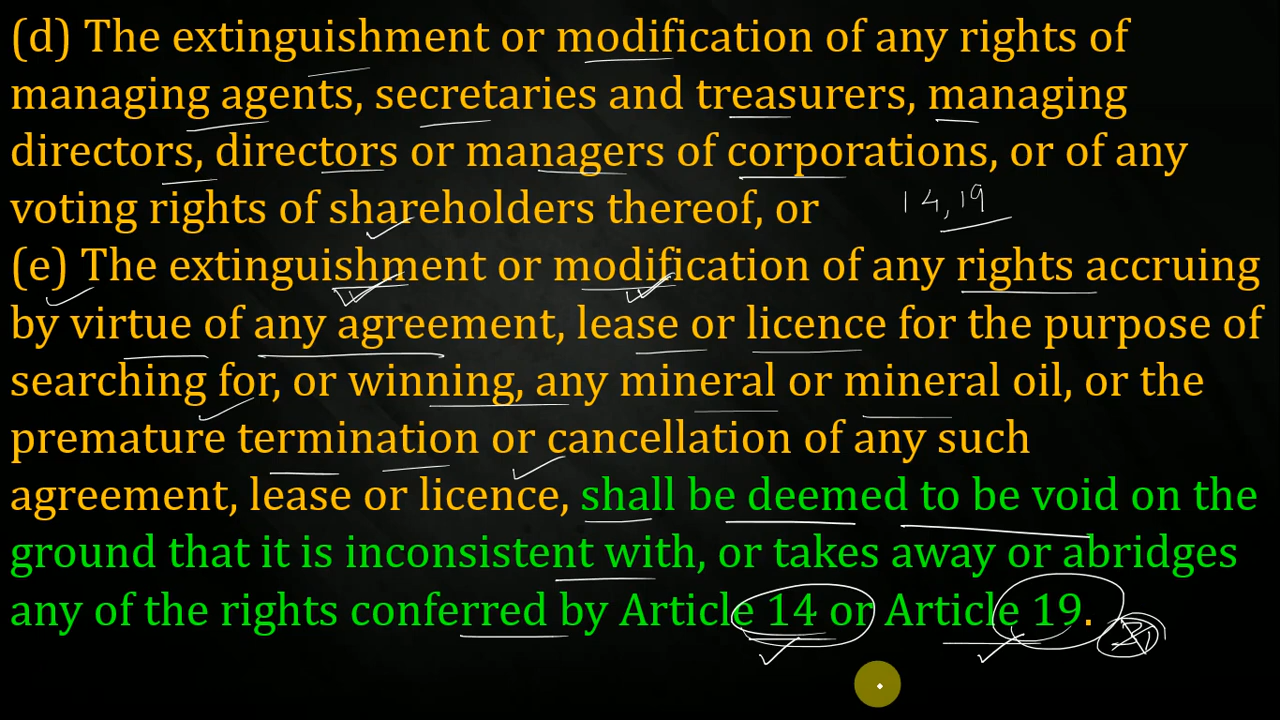 (d) The extinguishment or modification of any rights of
managing agents, secretaries and treasurers, managing
directors, directors or managers of corporations, or of any
voting rights of shareholders thereof, or 14, 19
(e) The extinguishment or modification of any rights accruing
by virtue of any agreement, lease or licence for the purpose of
searching for, or winning, any mineral or mineral oil, or the
premature termination or cancellation of any such
agreement, lease or licence, shall be deemed to be void on the
ground that it is inconsistent with, or takes away or abridges
any of the rights conferred by Article 14 or Article 19.